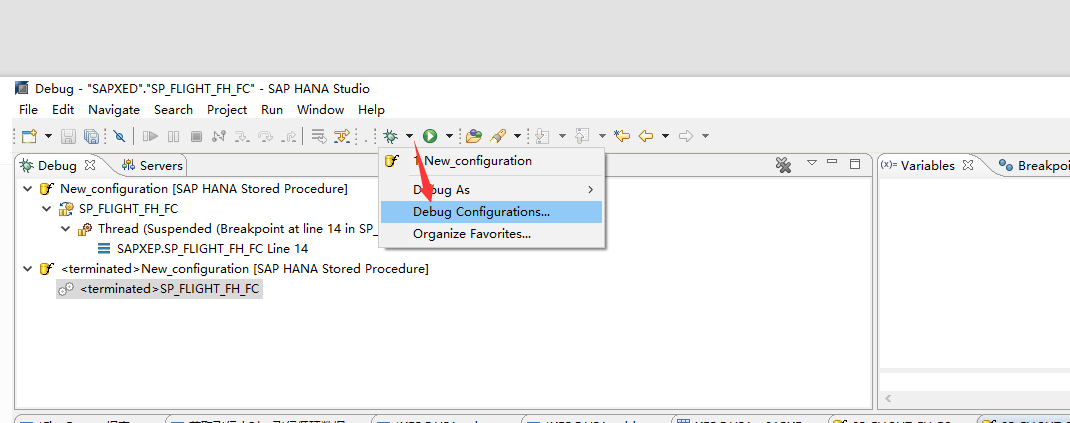 Debug - "SAPXED"."SP_FLIGHT_FH_FC" - SAP HANA Studio
File Edit Navigate Search Project Run Window Help
Debug Servers
1 New_configuration
(x)= Variables Breakpoi
New_configuration [SAP HANA Stored Procedure]
Debug As
SP_FLIGHT_FH_FC
Debug Configurations...
Thread (Suspended (Breakpoint at line 14 in SP_
Organize Favorites...
SAPXEP.SP_FLIGHT_FH_FC Line 14
<terminated>New_configuration [SAP HANA Stored Procedure]
<terminated>SP_FLIGHT_FH_FC